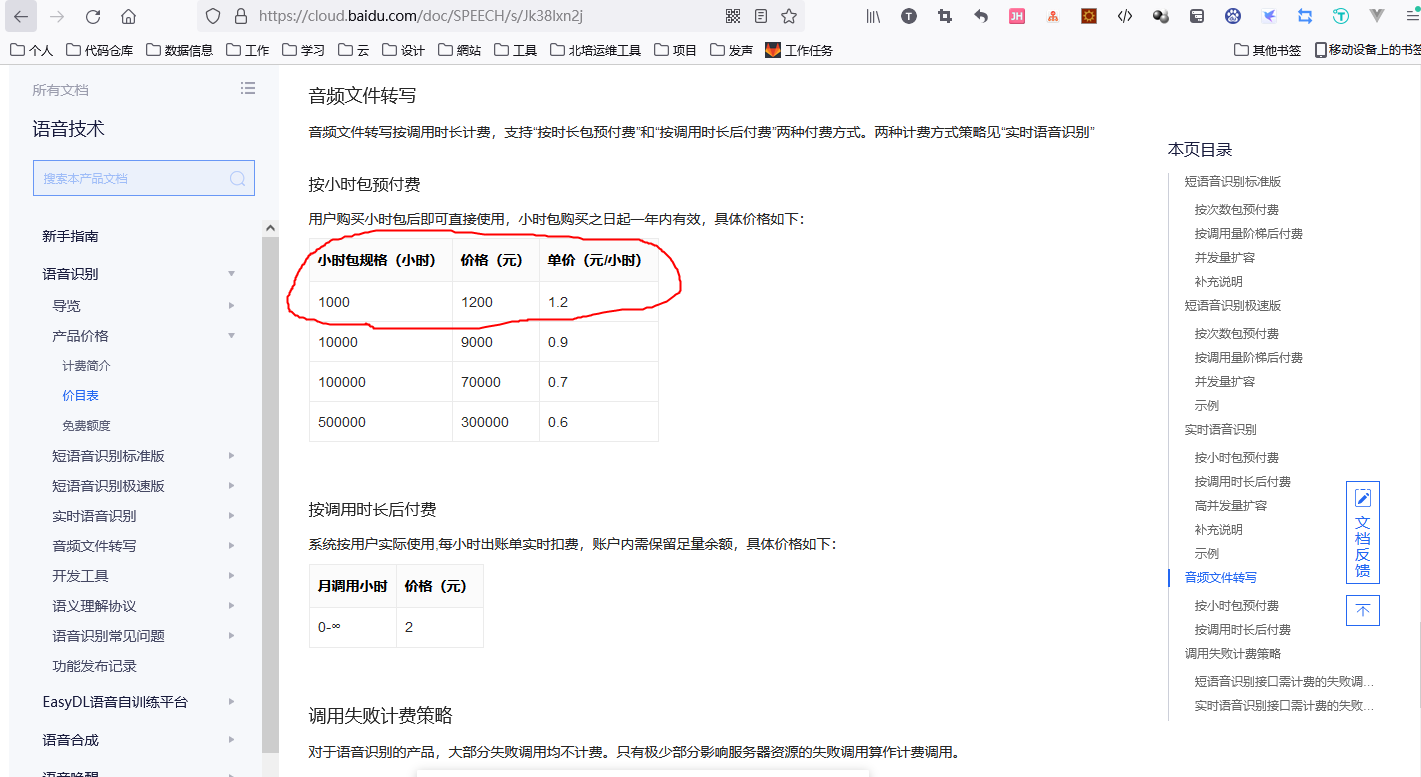 https://cloud.baidu.com/doc/SPEECH/s/Jk38lxn2j
个人 代码仓库 数据信息 工作 学习 云 设计 網站 工具 北培运维工具 项目 发声 工作任务 其他书签 移动设备上的书签
所有文档
语音技术
搜索本产品文档
新手指南
语音识别
导览
产品价格
计费简介
价目表
免费额度
短语音识别标准版
短语音识别极速版
实时语音识别
音频文件转写
开发工具
语义理解协议
语音识别常见问题
功能发布记录
EasyDL语音自训练平台
语音合成
语音唤醒
音频文件转写
音频文件转写按调用时长计费，支持“按时长包预付费”和“按调用时长后付费”两种付费方式。两种计费方式策略见“实时语音识别”
按小时包预付费
用户购买小时包后即可直接使用，小时包购买之日起一年内有效，具体价格如下：
小时包规格（小时） 价格（元） 单价（元/小时）
1000 1200 1.2
10000 9000 0.9
100000 70000 0.7
500000 300000 0.6
按调用时长后付费
系统按用户实际使用,每小时出账单实时扣费，账户内需保留足量余额，具体价格如下：
月调用小时 价格（元）
0-∞ 2
调用失败计费策略
对于语音识别的产品，大部分失败调用均不计费。只有极少部分影响服务器资源的失败调用算作计费调用。
本页目录
短语音识别标准版
按次数包预付费
按调用量阶梯后付费
并发量扩容
补充说明
短语音识别极速版
按次数包预付费
按调用量阶梯后付费
并发量扩容
示例
实时语音识别
按小时包预付费
按调用时长后付费
高并发量扩容
补充说明
示例
音频文件转写
按小时包预付费
按调用时长后付费
调用失败计费策略
短语音识别接口需计费的失败调...
实时语音识别接口需计费的失败...
文档反馈